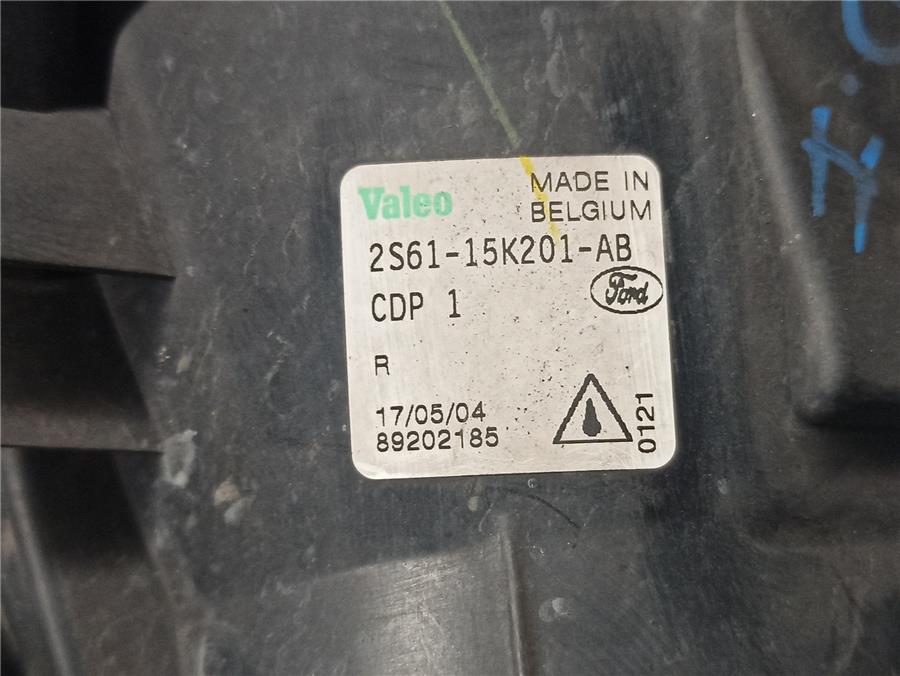 Valeo
MADE IN
BELGIUM
2S61-15K201-AB
CDP 1
Ford
R
17/05/04
89202185
0121